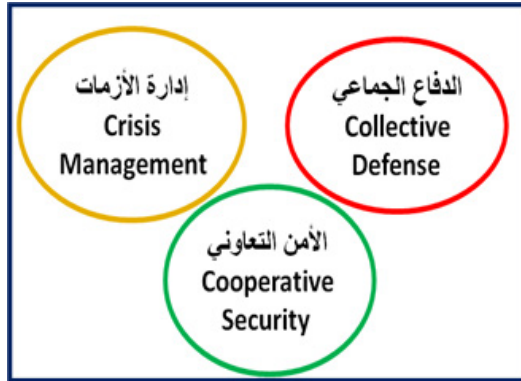 إدارة الأزمات
Crisis
Management
الدفاع الجماعي
Collective
Defense
الأمن التعاوني
Cooperative
Security